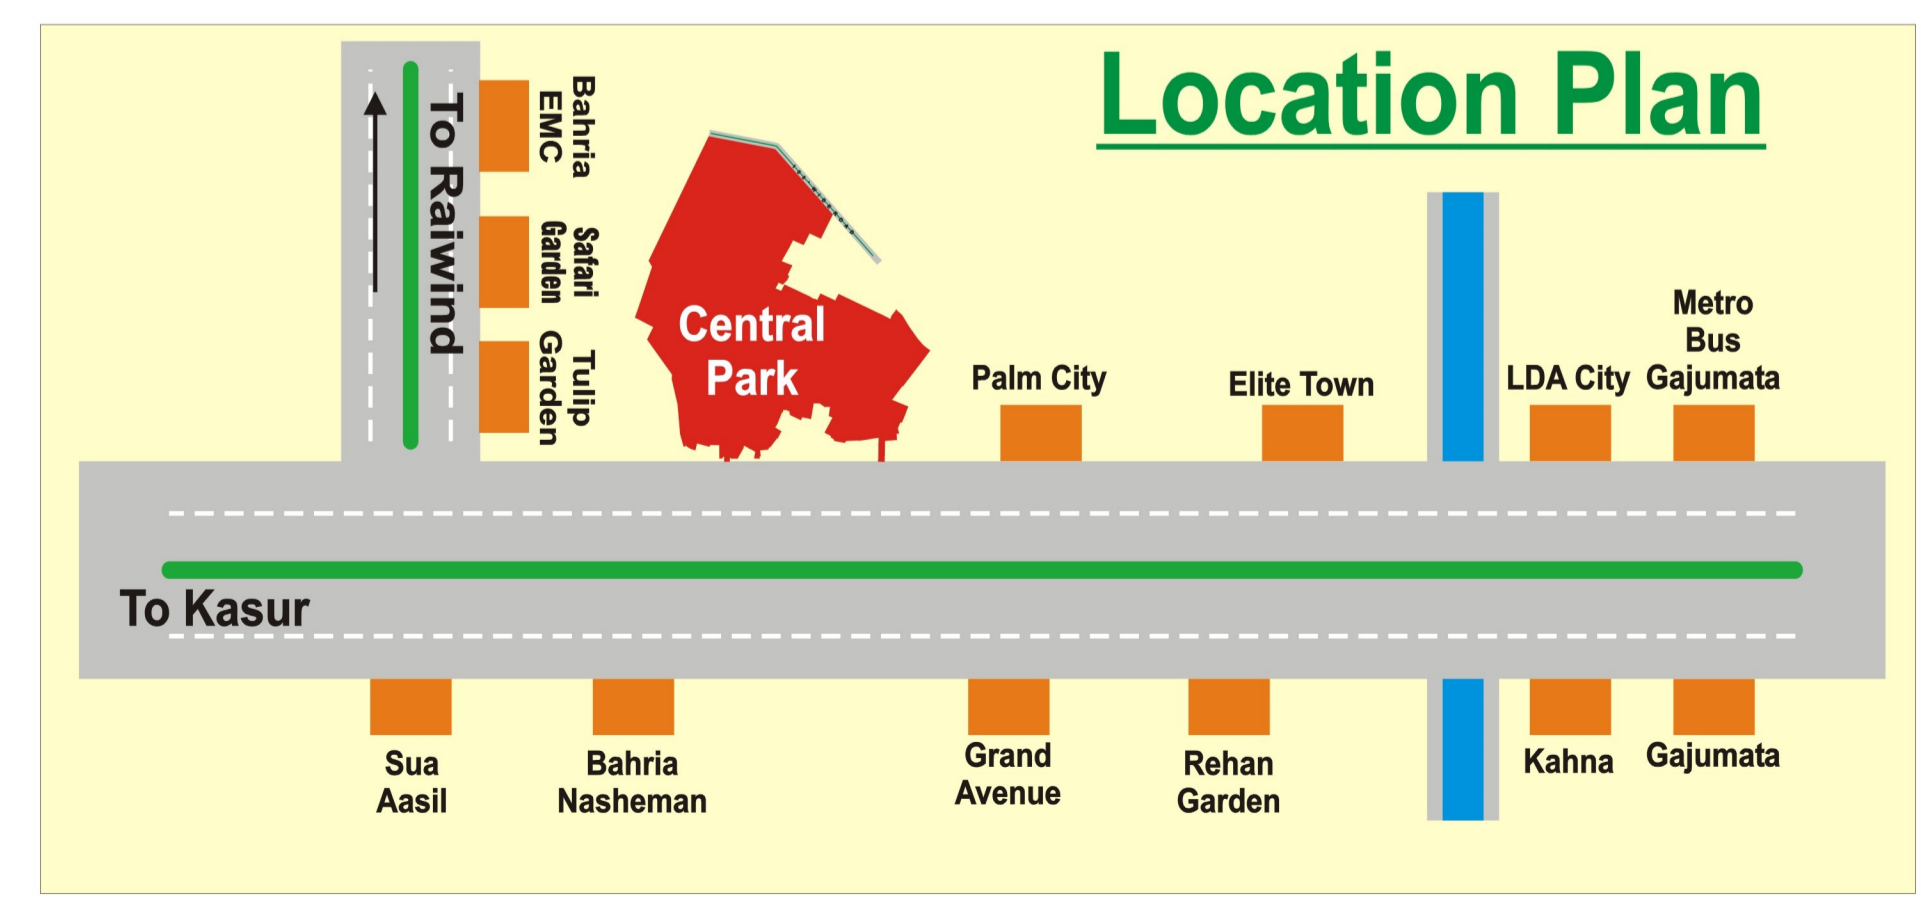 Location Plan
To Raiwind
Bahria
EMC
Safari
Garden
Tulip
Garden
Central
Park
Palm City
Elite Town
LDA City
Metro
Bus
Gajumata
To Kasur
Sua
Aasil
Bahria
Nasheman
Grand
Avenue
Rehan
Garden
Kahna
Gajumata